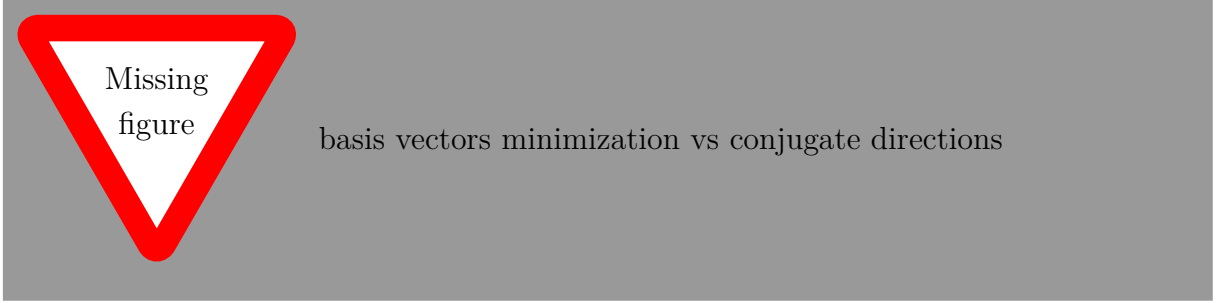 Missing
figure
basis vectors minimization vs conjugate directions